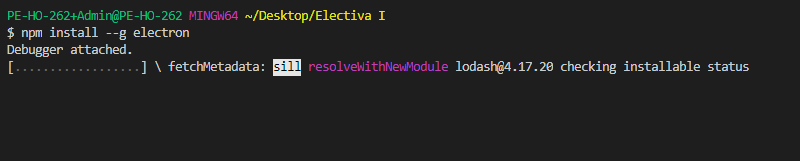 PE-HO-262+Admin@PE-HO-262 MINGW64 ~/Desktop/Electiva I
$ npm install --g electron
Debugger attached.
[..................] \ fetchMetadata: sill resolveWithNewModule lodash@4.17.20 checking installable status